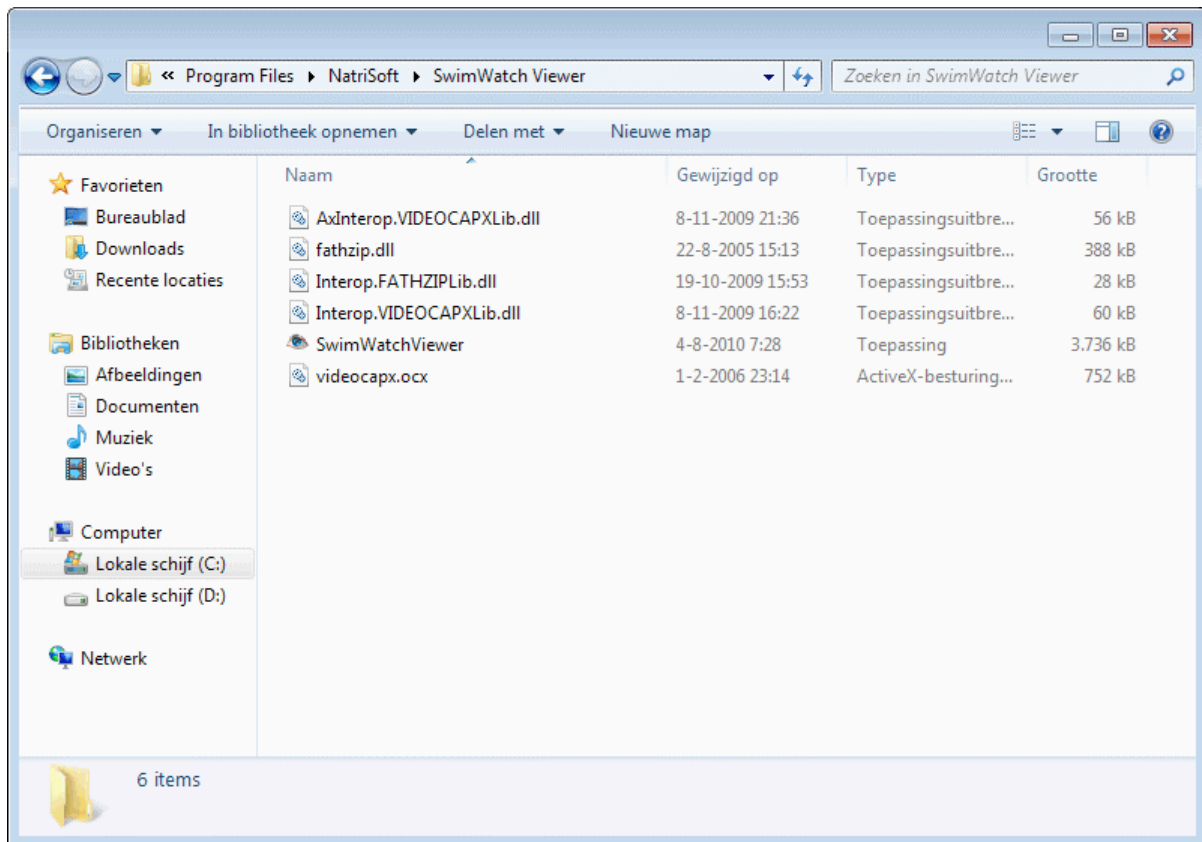 « Program Files NatriSoft SwimWatch Viewer Zoeken in SwimWatch Viewer
Organiseren In bibliotheek opnemen Delen met Nieuwe map
Favorieten
Bureaublad
Downloads
Recente locaties
Bibliotheken
Afbeeldingen
Documenten
Muziek
Video's
Computer
Lokale schijf (C:)
Lokale schijf (D:)
Netwerk
Naam Gewijzigd op Type Grootte
AxInterop.VIDEOCAPXLib.dll 8-11-2009 21:36 Toepassingsuitbre... 56 kB
fathzip.dll 22-8-2005 15:13 Toepassingsuitbre... 388 kB
Interop.FATHZIPLib.dll 19-10-2009 15:53 Toepassingsuitbre... 28 kB
Interop.VIDEOCAPXLib.dll 8-11-2009 16:22 Toepassingsuitbre... 60 kB
SwimWatchViewer 4-8-2010 7:28 Toepassing 3.736 kB
videocapx.ocx 1-2-2006 23:14 ActiveX-besturing... 752 kB
6 items